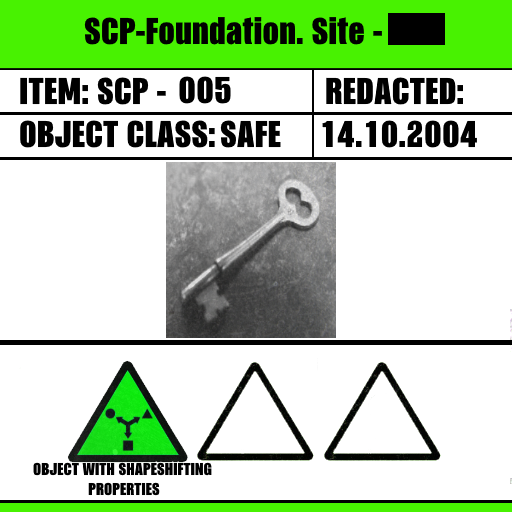 SCP-Foundation. Site -
ITEM: SCP - 005
REDACTED:
OBJECT CLASS: SAFE
14.10.2004
OBJECT WITH SHAPESHIFTING
PROPERTIES